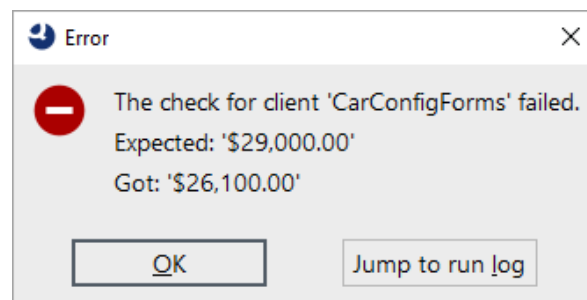 Error
The check for client 'CarConfigForms' failed.
Expected: '$29,000.00'
Got: '$26,100.00'
OK
Jump to run log